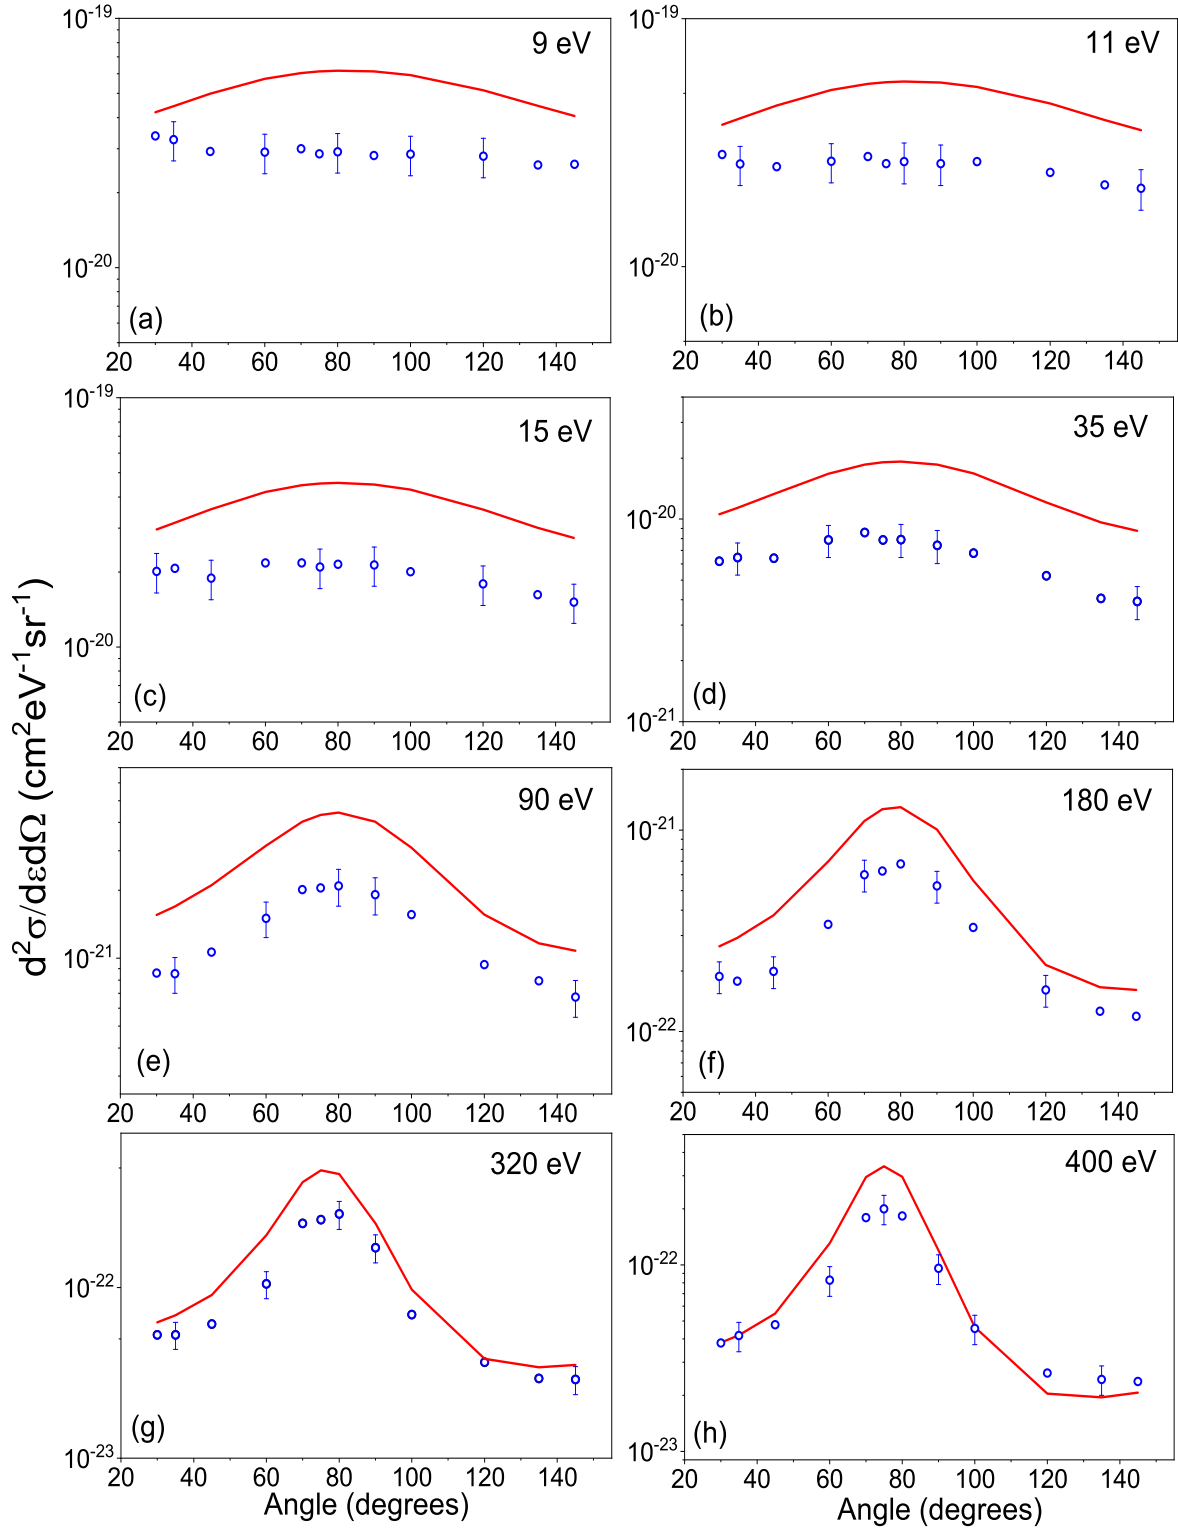 d²σ/dεdΩ (cm²eV⁻¹sr⁻¹)
10⁻¹⁹
9 eV
10⁻²⁰
(a)
20 40 60 80 100 120 140
10⁻¹⁹
11 eV
10⁻²⁰
(b)
20 40 60 80 100 120 140
10⁻¹⁹
15 eV
10⁻²⁰
(c)
20 40 60 80 100 120 140
35 eV
10⁻²⁰
(d)
10⁻²¹
20 40 60 80 100 120 140
90 eV
10⁻²¹
(e)
20 40 60 80 100 120 140
180 eV
10⁻²¹
10⁻²²
(f)
20 40 60 80 100 120 140
320 eV
10⁻²²
(g)
10⁻²³
20 40 60 80 100 120 140
Angle (degrees)
400 eV
10⁻²²
(h)
10⁻²³
20 40 60 80 100 120 140
Angle (degrees)